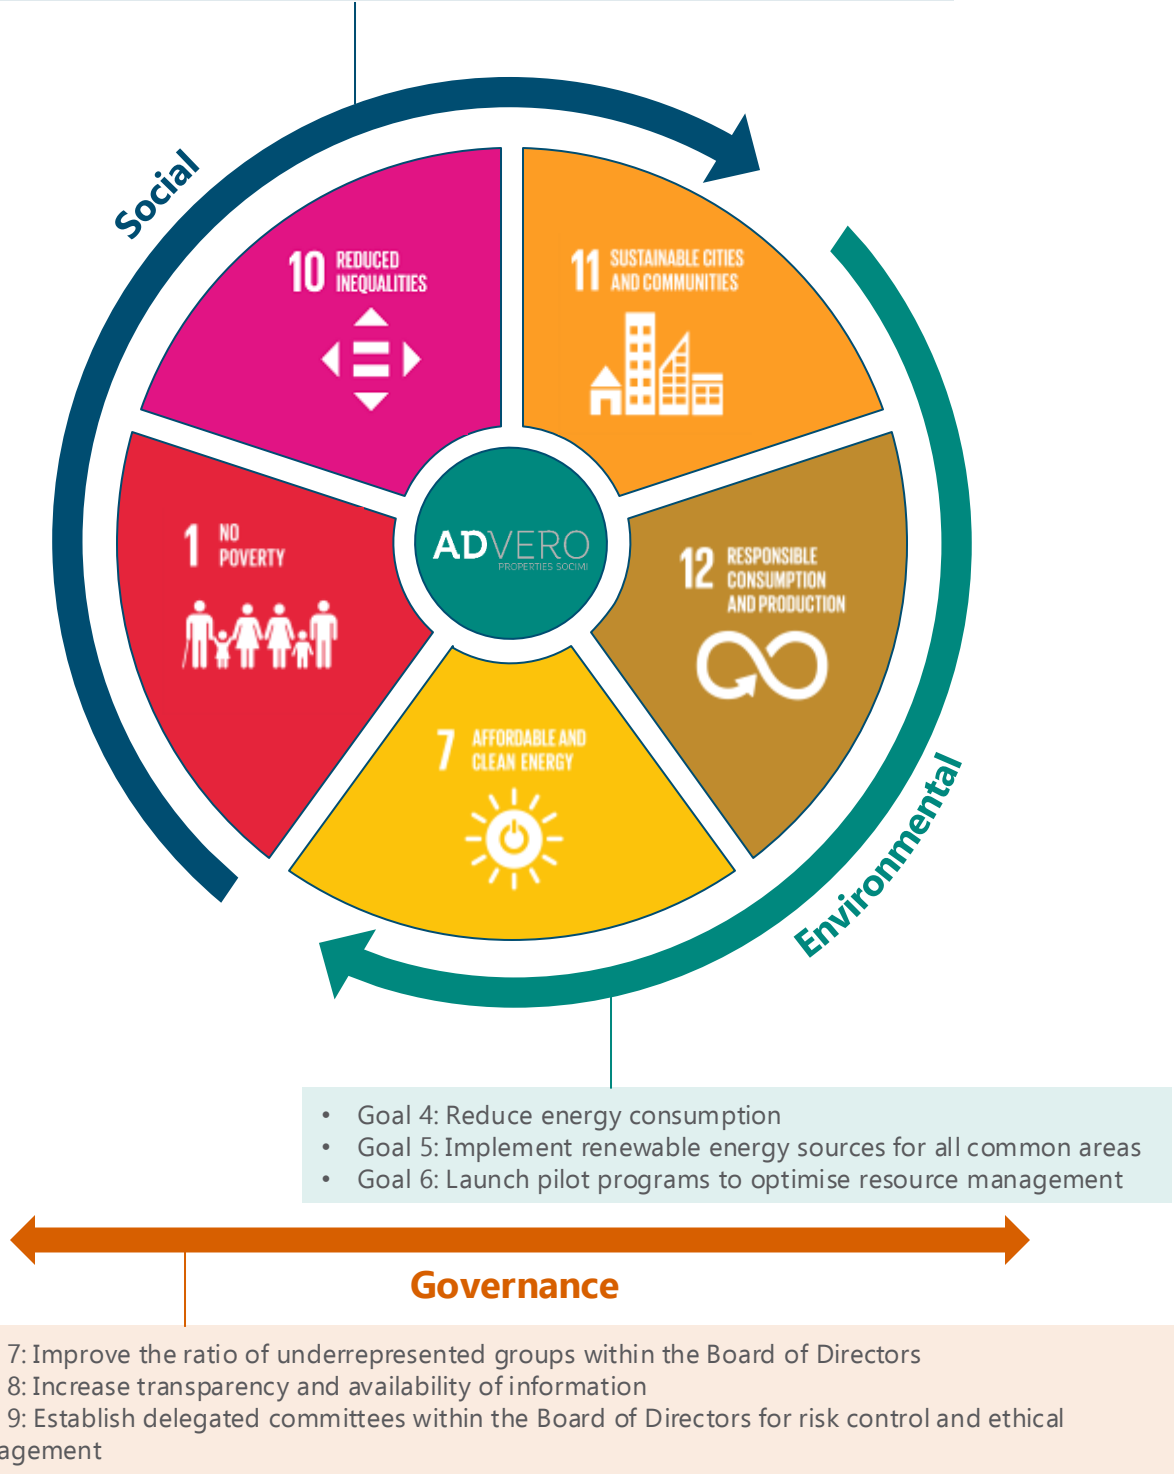 Social
10 REDUCED
INEQUALITIES
11 SUSTAINABLE CITIES
AND COMMUNITIES
1 NO
POVERTY
ADVERO
PROPERTIES SOCIMI
12 RESPONSIBLE
CONSUMPTION
AND PRODUCTION
7 AFFORDABLE AND
CLEAN ENERGY
Environmental
• Goal 4: Reduce energy consumption
• Goal 5: Implement renewable energy sources for all common areas
• Goal 6: Launch pilot programs to optimise resource management
Governance
7: Improve the ratio of underrepresented groups within the Board of Directors
8: Increase transparency and availability of information
9: Establish delegated committees within the Board of Directors for risk control and ethical
agement